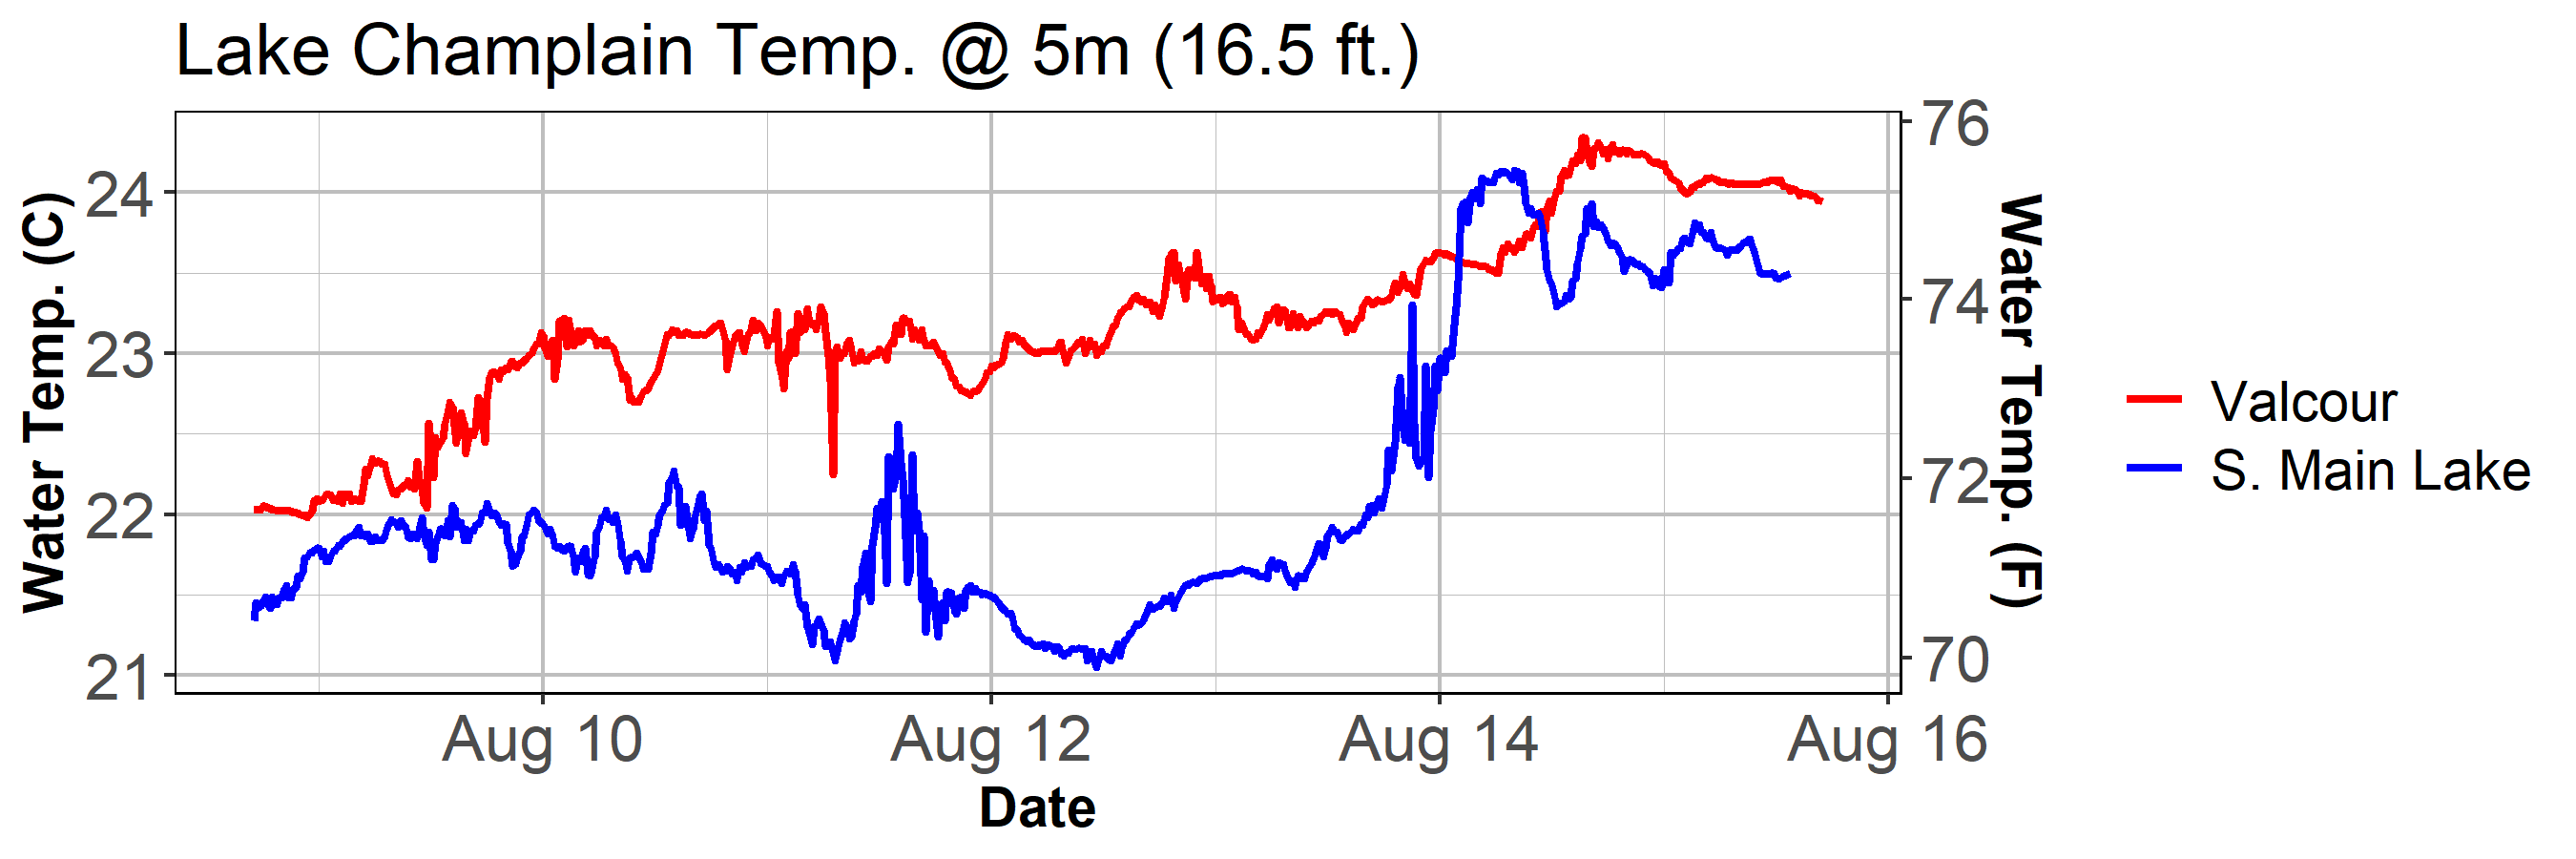 Lake Champlain Temp. @ 5m (16.5 ft.)
Water Temp. (C)
24
23
22
21
76
74
72
70
Water Temp. (F)
Aug 10
Aug 12
Aug 14
Aug 16
Date
Valcour
S. Main Lake